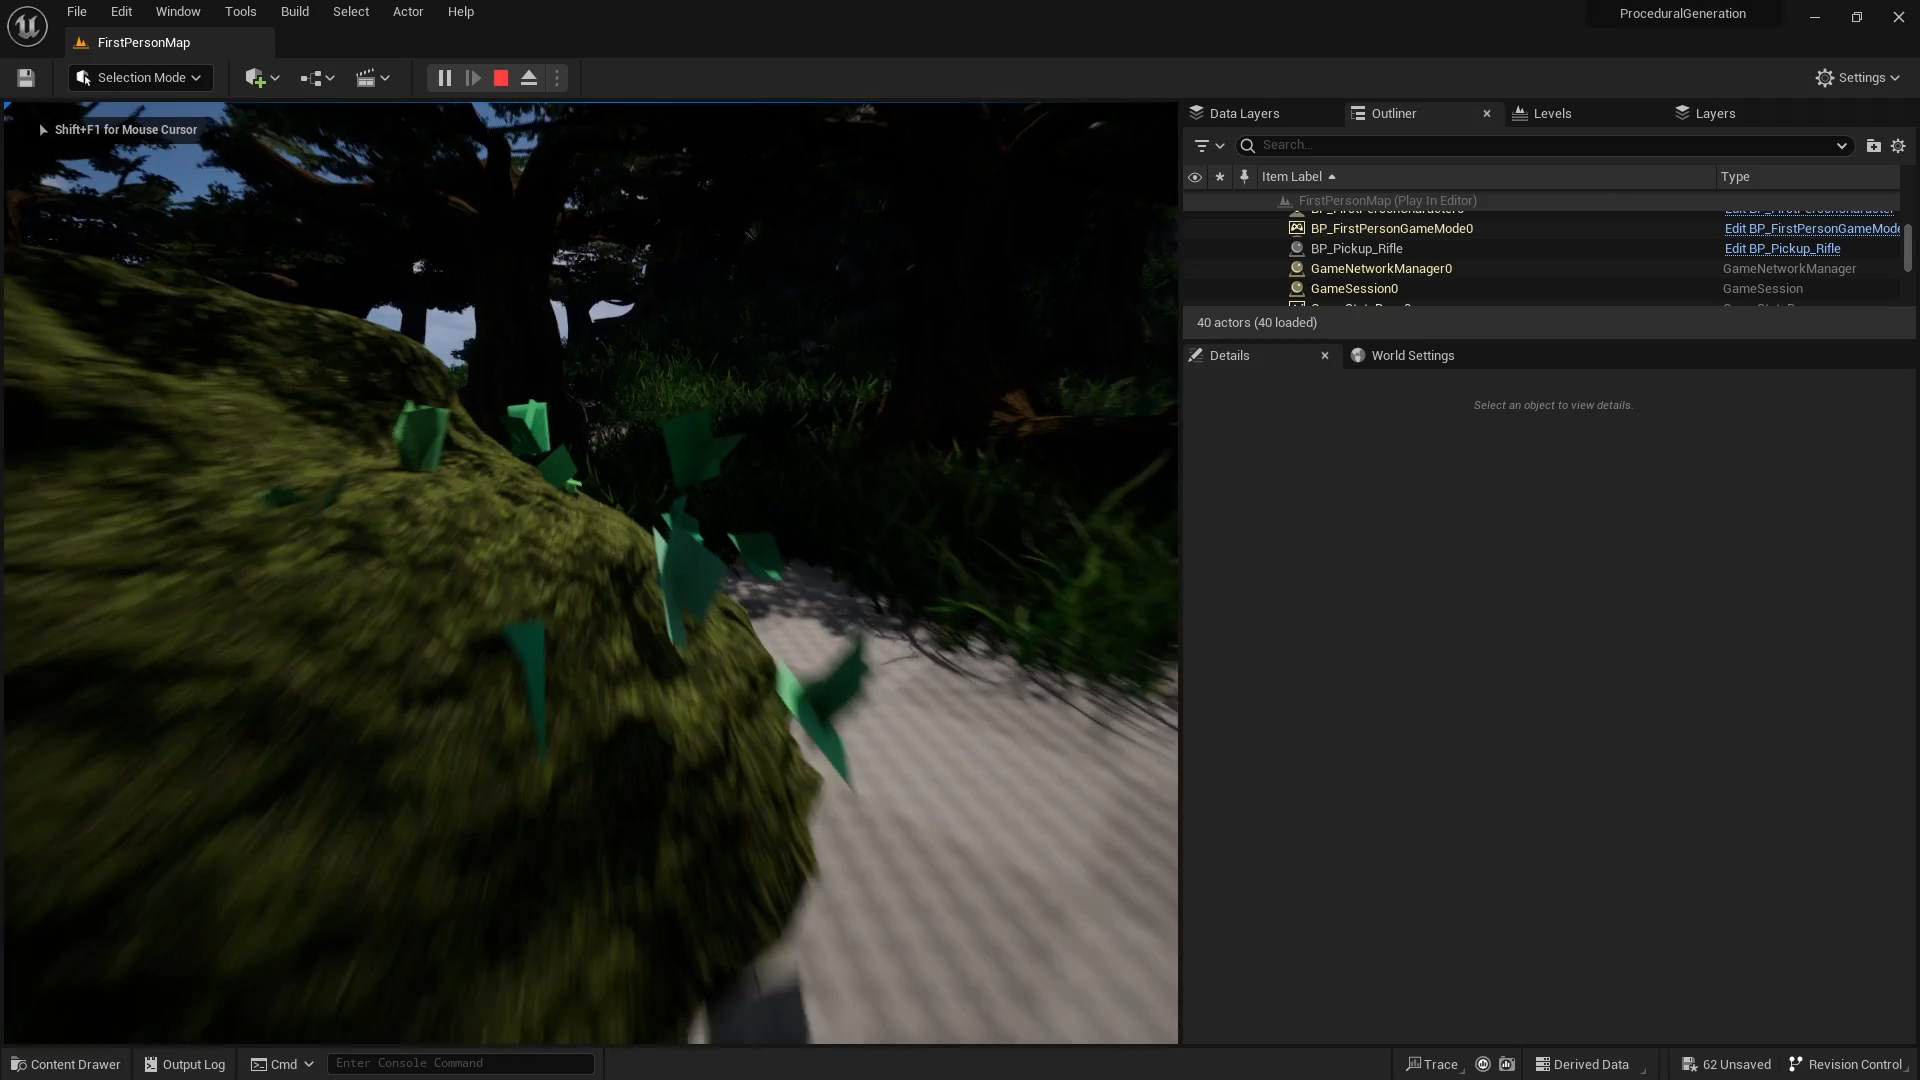 File Edit Window Tools Build Select Actor Help
ProceduralGeneration
FirstPersonMap
Selection Mode
Settings
Shift+F1 for Mouse Cursor
Data Layers
Outliner
Levels
Layers
Search...
Item Label
Type
FirstPersonMap (Play In Editor)
BP_FirstPersonGameMode0
Edit BP_FirstPersonGameMode
BP_Pickup_Rifle
Edit BP_Pickup_Rifle
GameNetworkManager0
GameNetworkManager
GameSession0
GameSession
40 actors (40 loaded)
Details
World Settings
Select an object to view details.
Content Drawer
Output Log
Cmd
Enter Console Command
Trace
Derived Data
62 Unsaved
Revision Control